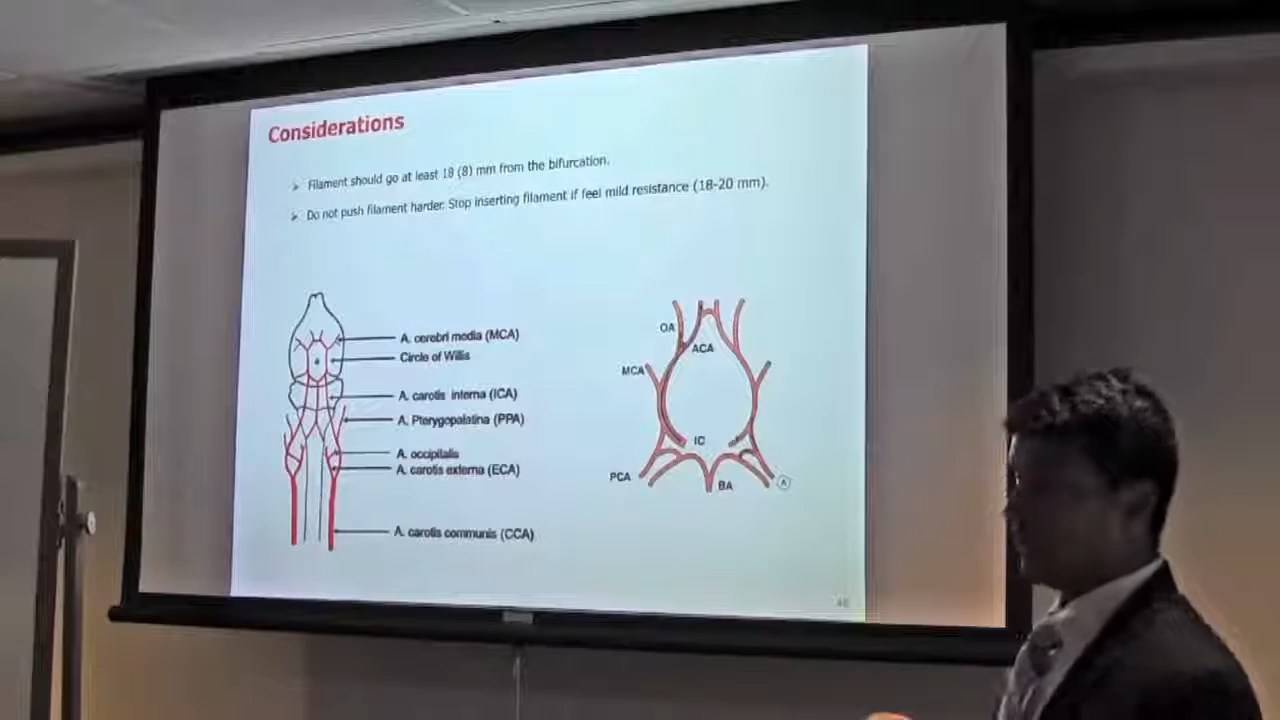 Considerations
Filament should go at least 18 (8) mm from the bifurcation.
Do not push filament harder. Stop inserting filament if feel mild resistance (18-20 mm).
A. cerebri media (MCA)
Circle of Willis
A. carotis interna (ICA)
A. Pterygopalatina (PPA)
A. occipitalis
A. carotis externa (ECA)
A. carotis communis (CCA)
OA
ACA
MCA
IC
PCA
BA
A